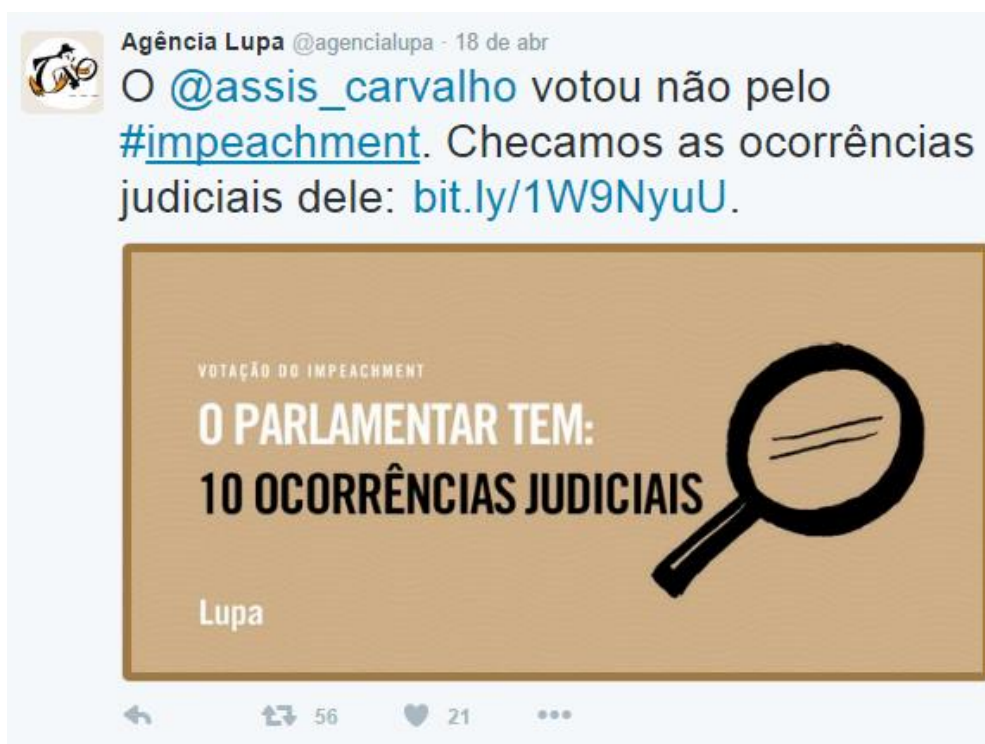 Agência Lupa @agencialupa · 18 de abr
O @assis_carvalho votou não pelo
#impeachment. Checamos as ocorrências
judiciais dele: bit.ly/1W9NyuU.
VOTAÇÃO DO IMPEACHMENT
O PARLAMENTAR TEM:
10 OCORRÊNCIAS JUDICIAIS
Lupa
56 21